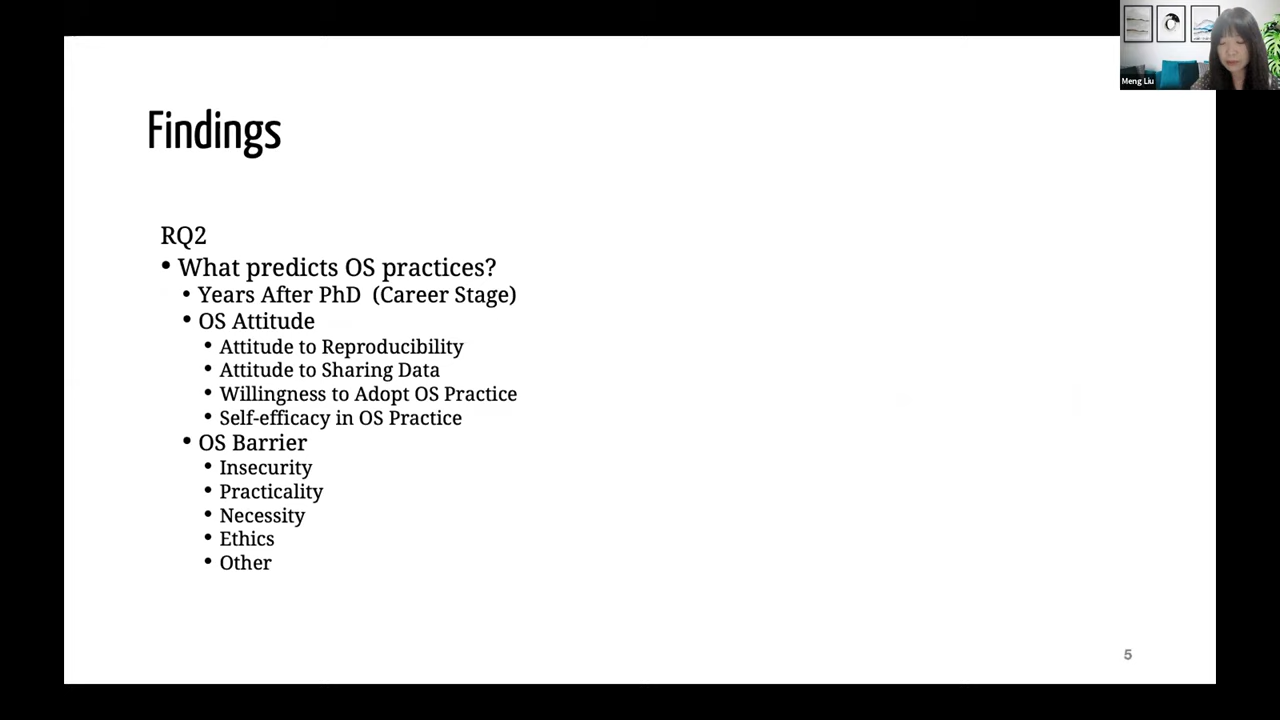 Meng Liu
Findings
RQ2
• What predicts OS practices?
• Years After PhD (Career Stage)
• OS Attitude
• Attitude to Reproducibility
• Attitude to Sharing Data
• Willingness to Adopt OS Practice
• Self-efficacy in OS Practice
• OS Barrier
• Insecurity
• Practicality
• Necessity
• Ethics
• Other
5